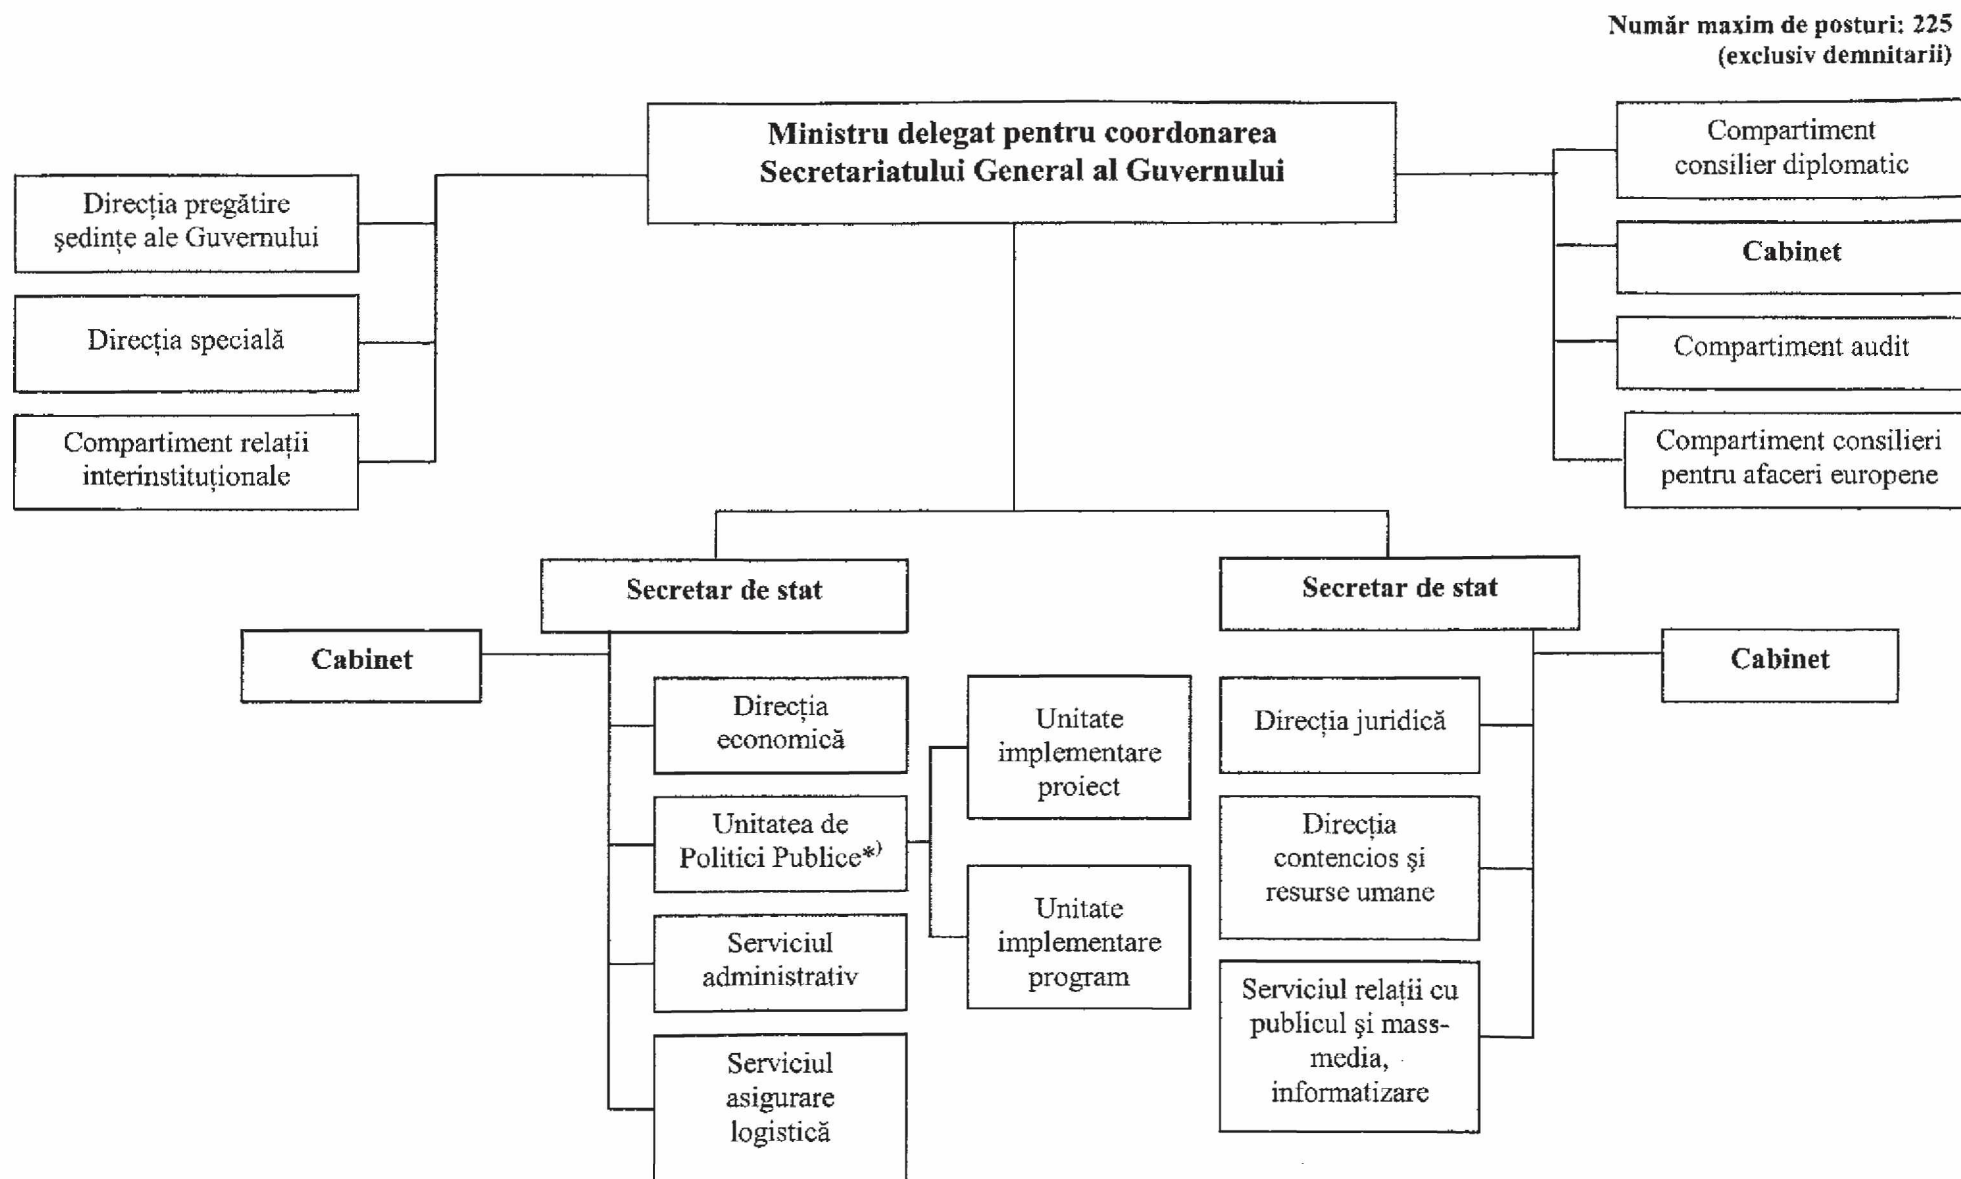 Număr maxim de posturi: 225
(exclusiv demnitarii)
Ministru delegat pentru coordonarea
Secretariatului General al Guvernului
Direcția pregătire
şedințe ale Guvernului
Direcția specială
Compartiment relații
interinstituționale
Compartiment
consilier diplomatic
Cabinet
Compartiment audit
Compartiment consilieri
pentru afaceri europene
Secretar de stat
Cabinet
Direcția
economică
Unitatea de
Politici Publice*)
Serviciul
administrativ
Serviciul
asigurare
logistică
Unitate
implementare
proiect
Unitate
implementare
program
Secretar de stat
Cabinet
Direcția juridică
Direcția
contencios şi
resurse umane
Serviciul relații cu
publicul şi mass-
media,
informatizare